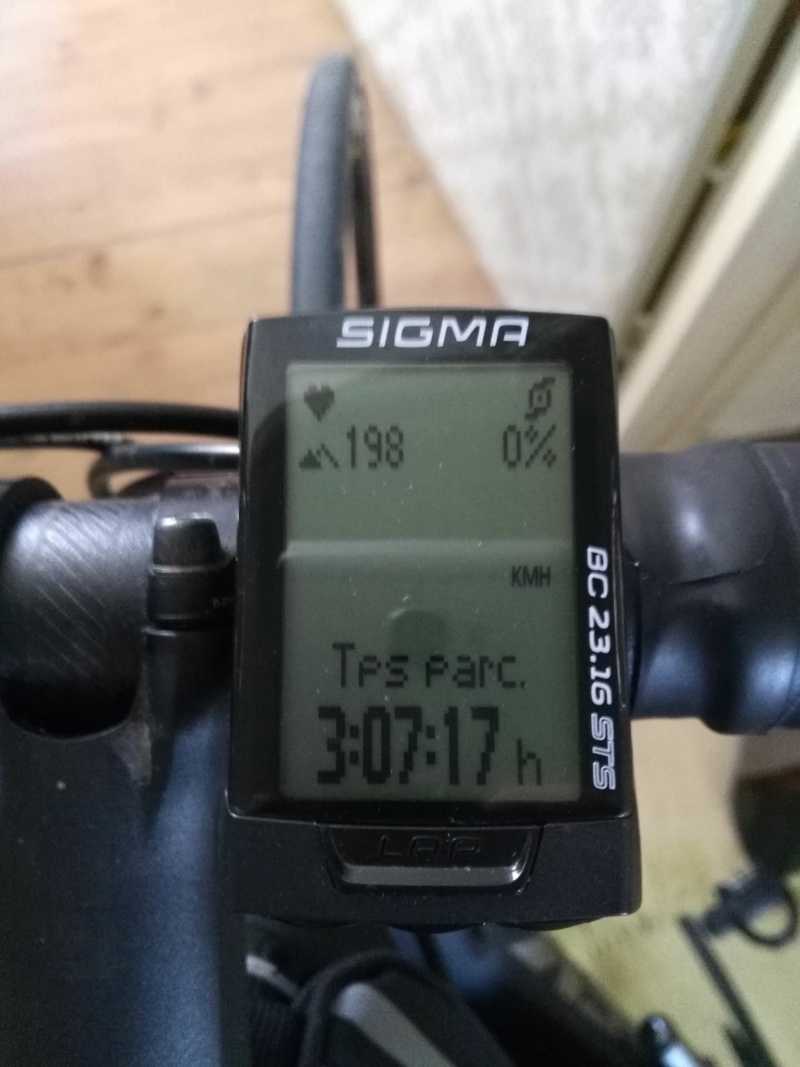 SIGMA
198 0%
KMH
Tps parc.
3:07:17 h
BC 23.16 STS
LAP